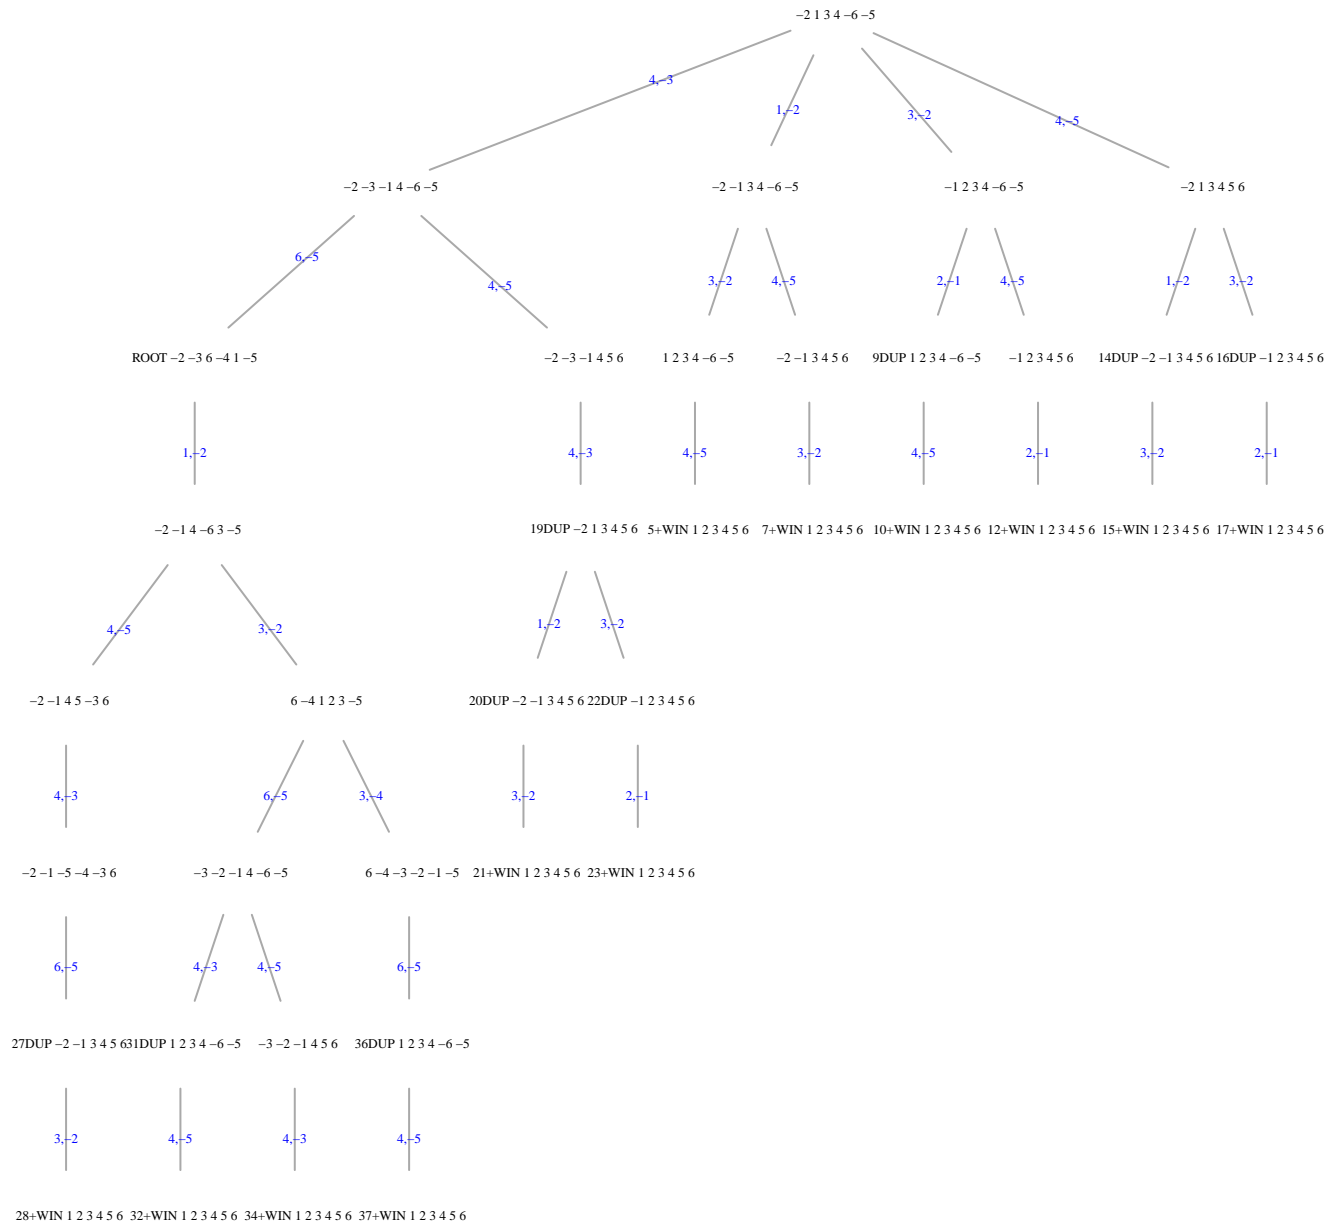 −2 1 3 4 −6 −5
4,−3
1,−2
3,−2
4,−5
−2 −3 −1 4 −6 −5
−2 −1 3 4 −6 −5
−1 2 3 4 −6 −5
−2 1 3 4 5 6
6,−5
4,−5
3,−2
4,−5
2,−1
4,−5
1,−2
3,−2
ROOT −2 −3 6 −4 1 −5
−2 −3 −1 4 5 6
1 2 3 4 −6 −5
−2 −1 3 4 5 6
9DUP 1 2 3 4 −6 −5
−1 2 3 4 5 6
14DUP −2 −1 3 4 5 6
16DUP −1 2 3 4 5 6
1,−2
4,−3
4,−5
3,−2
4,−5
2,−1
3,−2
2,−1
−2 −1 4 −6 3 −5
19DUP −2 1 3 4 5 6
5+WIN 1 2 3 4 5 6
7+WIN 1 2 3 4 5 6
10+WIN 1 2 3 4 5 6
12+WIN 1 2 3 4 5 6
15+WIN 1 2 3 4 5 6
17+WIN 1 2 3 4 5 6
4,−5
3,−2
1,−2
3,−2
−2 −1 4 5 −3 6
6 −4 1 2 3 −5
20DUP −2 −1 3 4 5 6
22DUP −1 2 3 4 5 6
4,−3
6,−5
3,−4
3,−2
2,−1
−2 −1 −5 −4 −3 6
−3 −2 −1 4 −6 −5
6 −4 −3 −2 −1 −5
21+WIN 1 2 3 4 5 6
23+WIN 1 2 3 4 5 6
6,−5
4,−3
4,−5
6,−5
27DUP −2 −1 3 4 5 6
31DUP 1 2 3 4 −6 −5
−3 −2 −1 4 5 6
36DUP 1 2 3 4 −6 −5
3,−2
4,−5
4,−3
4,−5
28+WIN 1 2 3 4 5 6
32+WIN 1 2 3 4 5 6
34+WIN 1 2 3 4 5 6
37+WIN 1 2 3 4 5 6